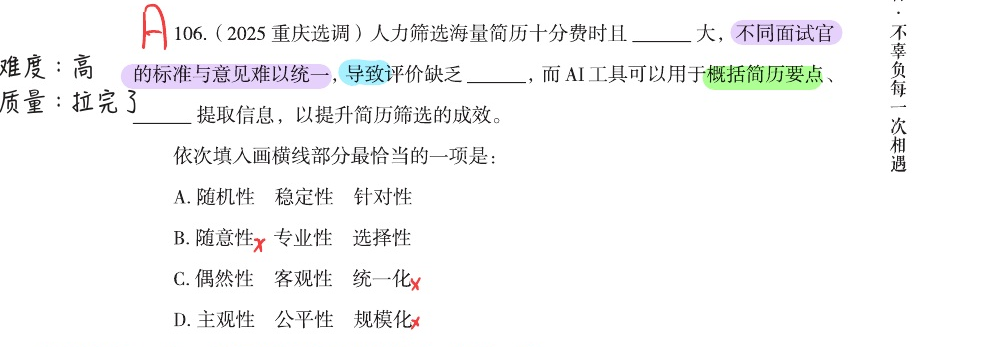 A 106.（2025 重庆选调）人力筛选海量简历十分费时且 ______ 大，不同面试官
的标准与意见难以统一，导致评价缺乏 ______，而 AI 工具可以用于概括简历要点、
______ 提取信息，以提升简历筛选的成效。
依次填入画横线部分最恰当的一项是：
A. 随机性 稳定性 针对性
B. 随意性x 专业性 选择性
C. 偶然性 客观性 统一化x
D. 主观性 公平性 规模化x
难度：高
质量：拉完了
·不辜负每一次相遇